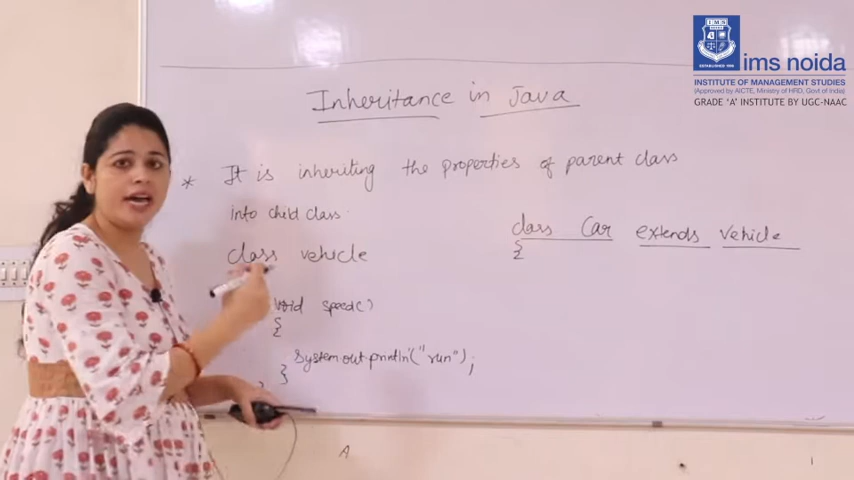 IMS
ims noida
INSTITUTE OF MANAGEMENT STUDIES
(Approved by AICTE, Ministry of HRD, Govt of India)
GRADE "A" INSTITUTE BY UGC-NAAC
Inheritance in Java
* It is inheriting the properties of parent class
into child class.
class vehicle
void speed()
{
System.out.println("run");
}
class Car extends vehicle
{